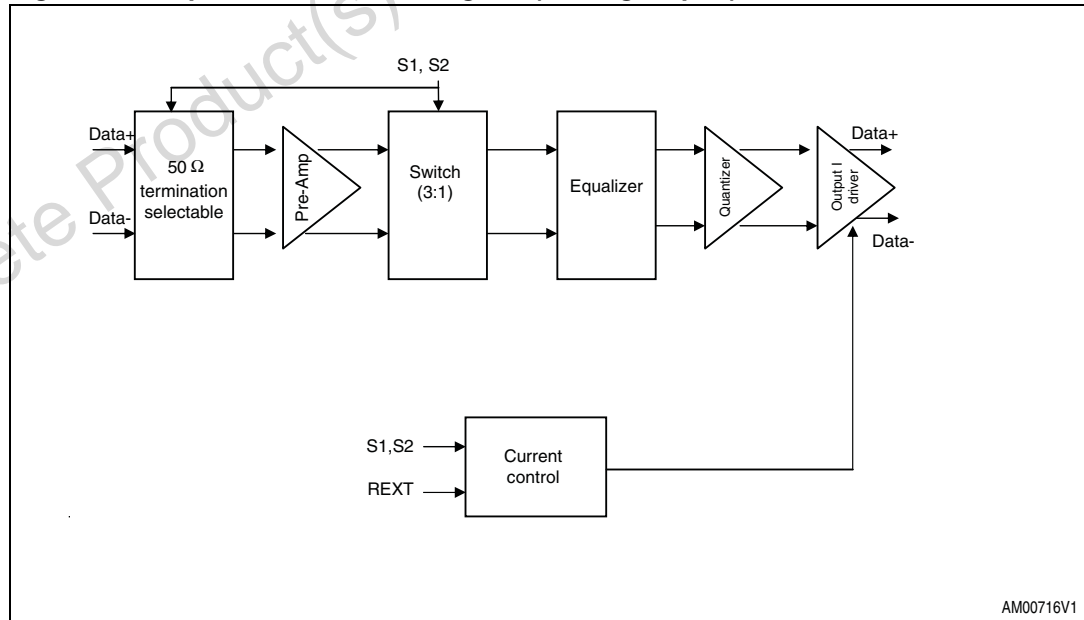 Product(s)
S1, S2
Data+
Data-
50 Ω
termination
selectable
Pre-Amp
Switch
(3:1)
Equalizer
Quantizer
Output I
driver
Data+
Data-
S1,S2
REXT
Current
control
AM00716V1